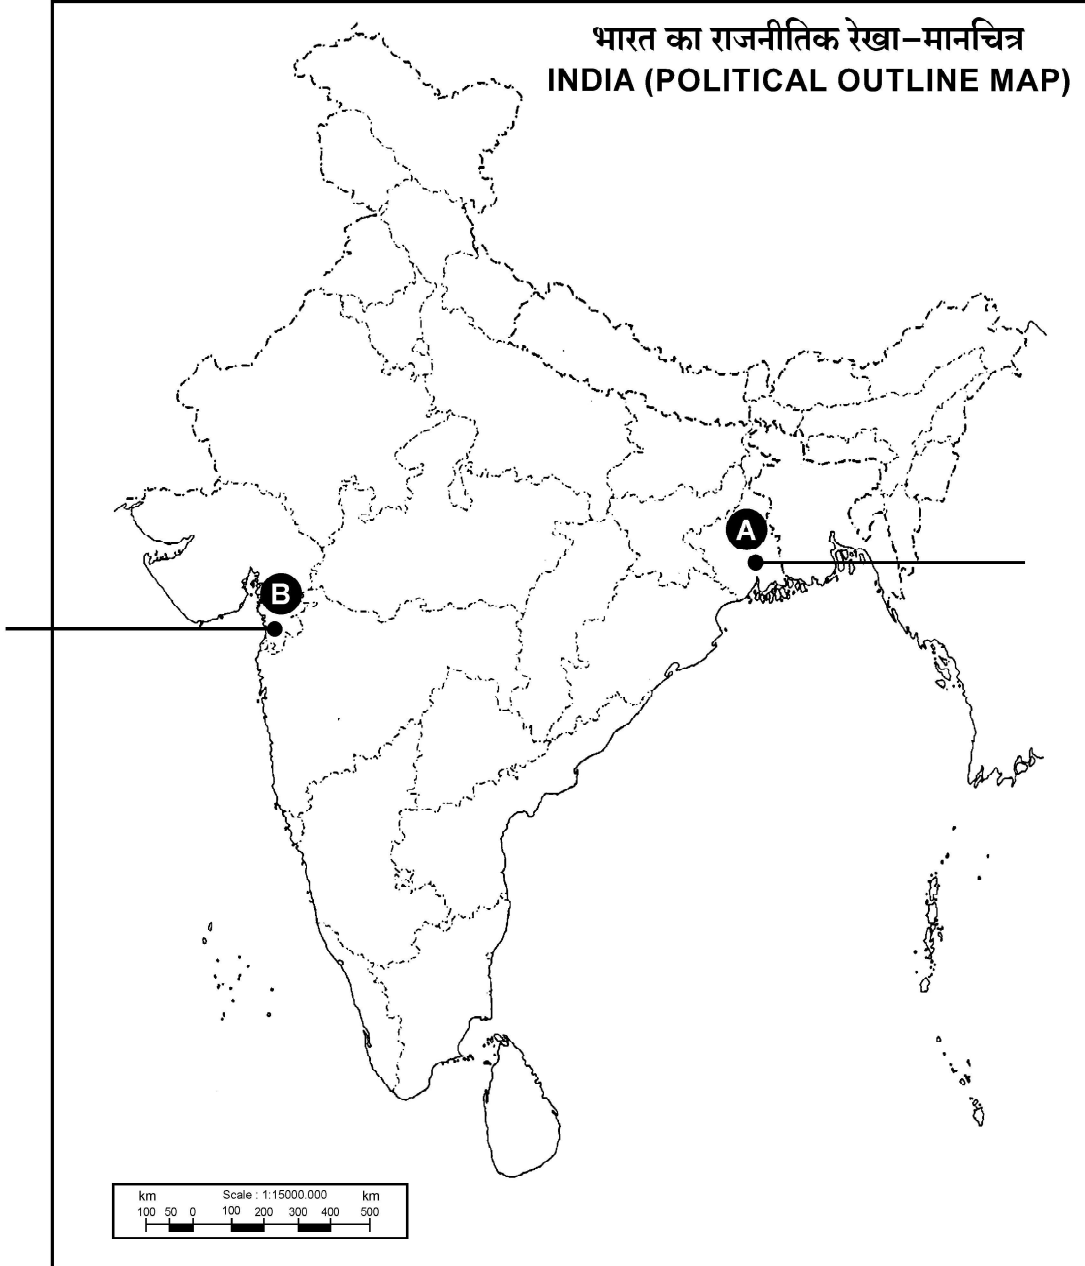 भारत का राजनीतिक रेखा–मानचित्र
INDIA (POLITICAL OUTLINE MAP)
A
B
km Scale : 1:15000.000 km
100 50 0 100 200 300 400 500